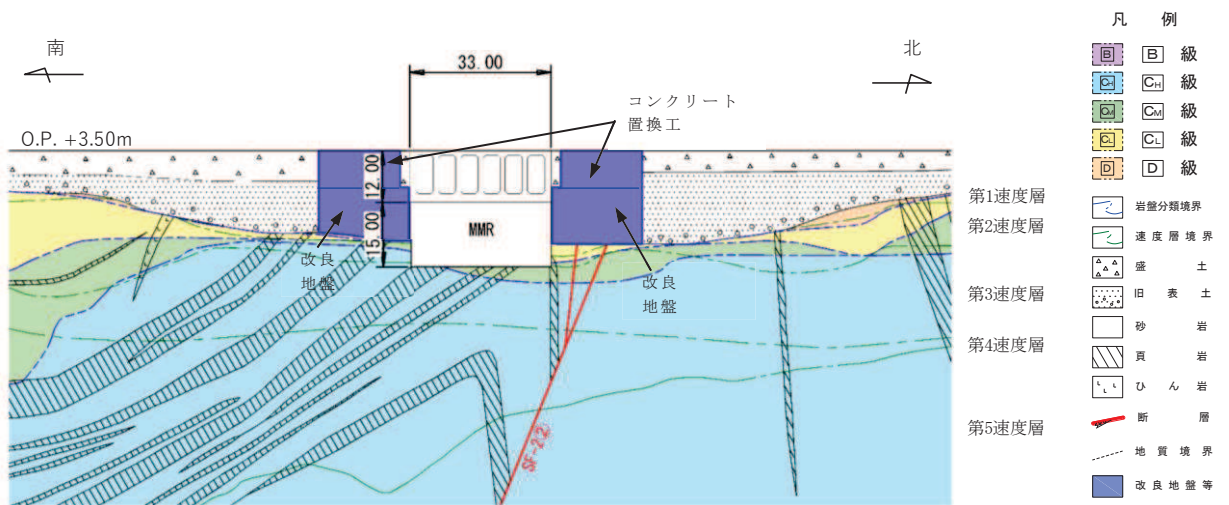 南
北
33.00
コンクリート
置換工
O.P. +3.50m
12.00
15.00
MMR
改良
地盤
改良
地盤
SF-2.2
第1速度層
第2速度層
第3速度層
第4速度層
第5速度層
凡 例
B B 級
CH CH 級
CM CM 級
CL CL 級
D D 級
岩盤分類境界
速度層境界
盛 土
旧 表 土
砂 岩
頁 岩
ひ ん 岩
断 層
地 質 境 界
改 良 地 盤 等